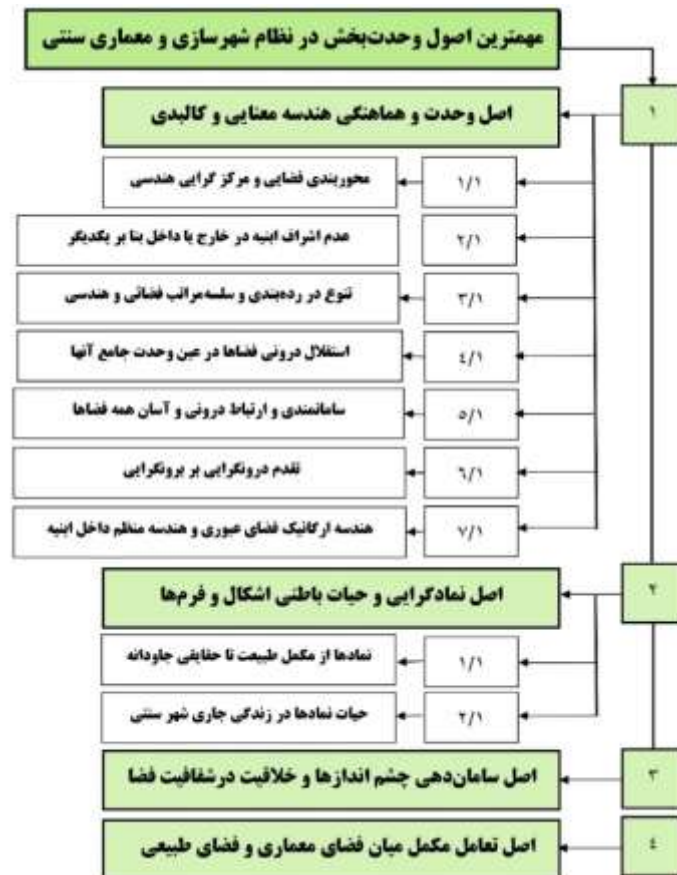 مهمترین اصول وحدت‌بخش در نظام شهرسازی و معماری سنتی
۱ اصل وحدت و هماهنگی هندسه معنایی و کالبدی
۱/۱ محوربندی فضایی و مرکز گرایی هندسی
۲/۱ عدم اشراف ابنیه در خارج یا داخل بنا بر یکدیگر
۳/۱ تنوع در رده‌بندی و سلسه‌مراتب فضائی و هندسی
٤/۱ استقلال درونی فضاها در عین وحدت جامع آنها
٥/۱ سامانمندی و ارتباط درونی و آسان همه فضاها
٦/۱ تقدم درونگرایی بر برونگرایی
۷/۱ هندسه ارگانیک فضای عبوری و هندسه منظم داخل ابنیه
۲ اصل نمادگرایی و حیات باطنی اشکال و فرم‌ها
۱/۱ نمادها از مکمل طبیعت تا حقایقی جاودانه
۲/۱ حیات نمادها در زندگی جاری شهر سنتی
۳ اصل سامان‌دهی چشم اندازها و خلاقیت درشفافیت فضا
٤ اصل تعامل مکمل میان فضای معماری و فضای طبیعی